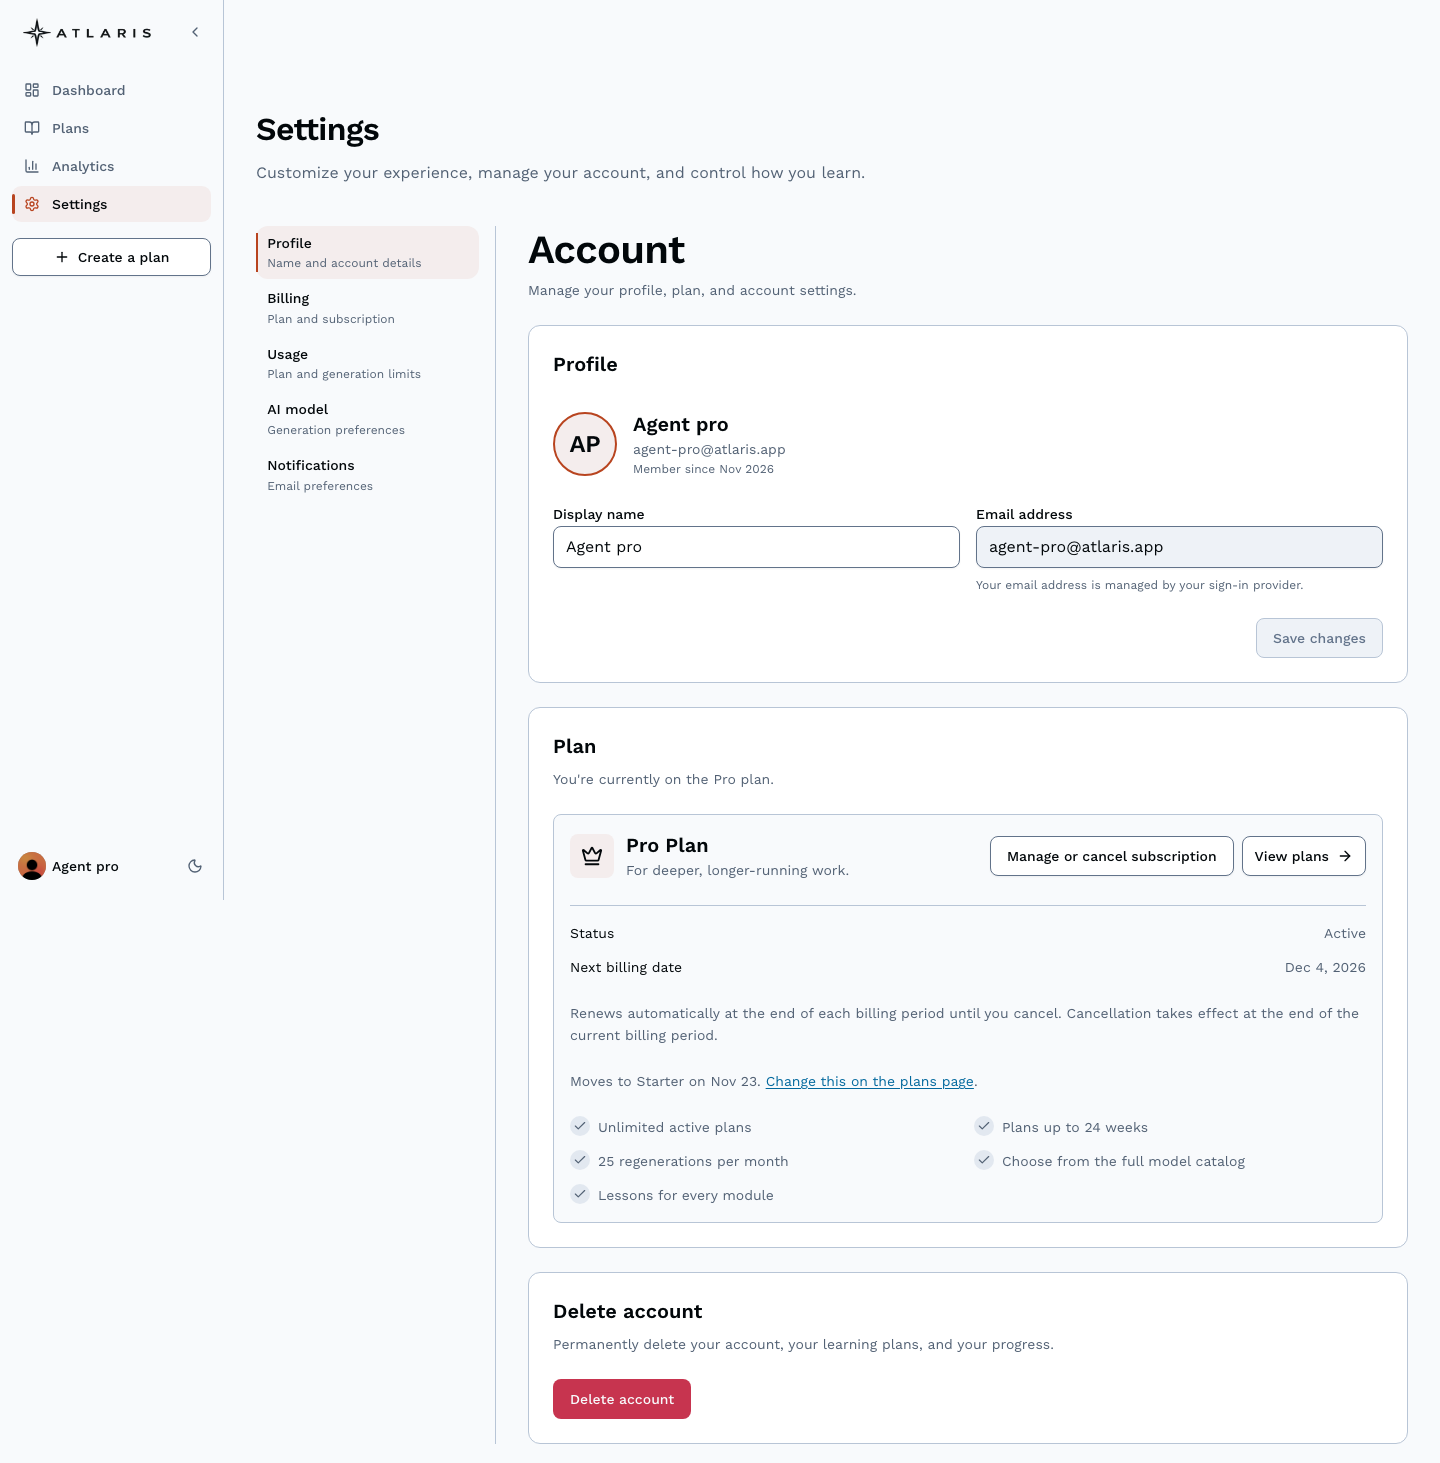 ATLARIS
Dashboard
Plans
Analytics
Settings
Create a plan
Agent pro
Settings
Customize your experience, manage your account, and control how you learn.
Profile
Name and account details
Billing
Plan and subscription
Usage
Plan and generation limits
AI model
Generation preferences
Notifications
Email preferences
Account
Manage your profile, plan, and account settings.
Profile
AP
Agent pro
agent-pro@atlaris.app
Member since Nov 2026
Display name
Agent pro
Email address
agent-pro@atlaris.app
Your email address is managed by your sign-in provider.
Save changes
Plan
You're currently on the Pro plan.
Pro Plan
For deeper, longer-running work.
Manage or cancel subscription
View plans
Status
Active
Next billing date
Dec 4, 2026
Renews automatically at the end of each billing period until you cancel. Cancellation takes effect at the end of the
current billing period.
Moves to Starter on Nov 23. Change this on the plans page.
Unlimited active plans
Plans up to 24 weeks
25 regenerations per month
Choose from the full model catalog
Lessons for every module
Delete account
Permanently delete your account, your learning plans, and your progress.
Delete account